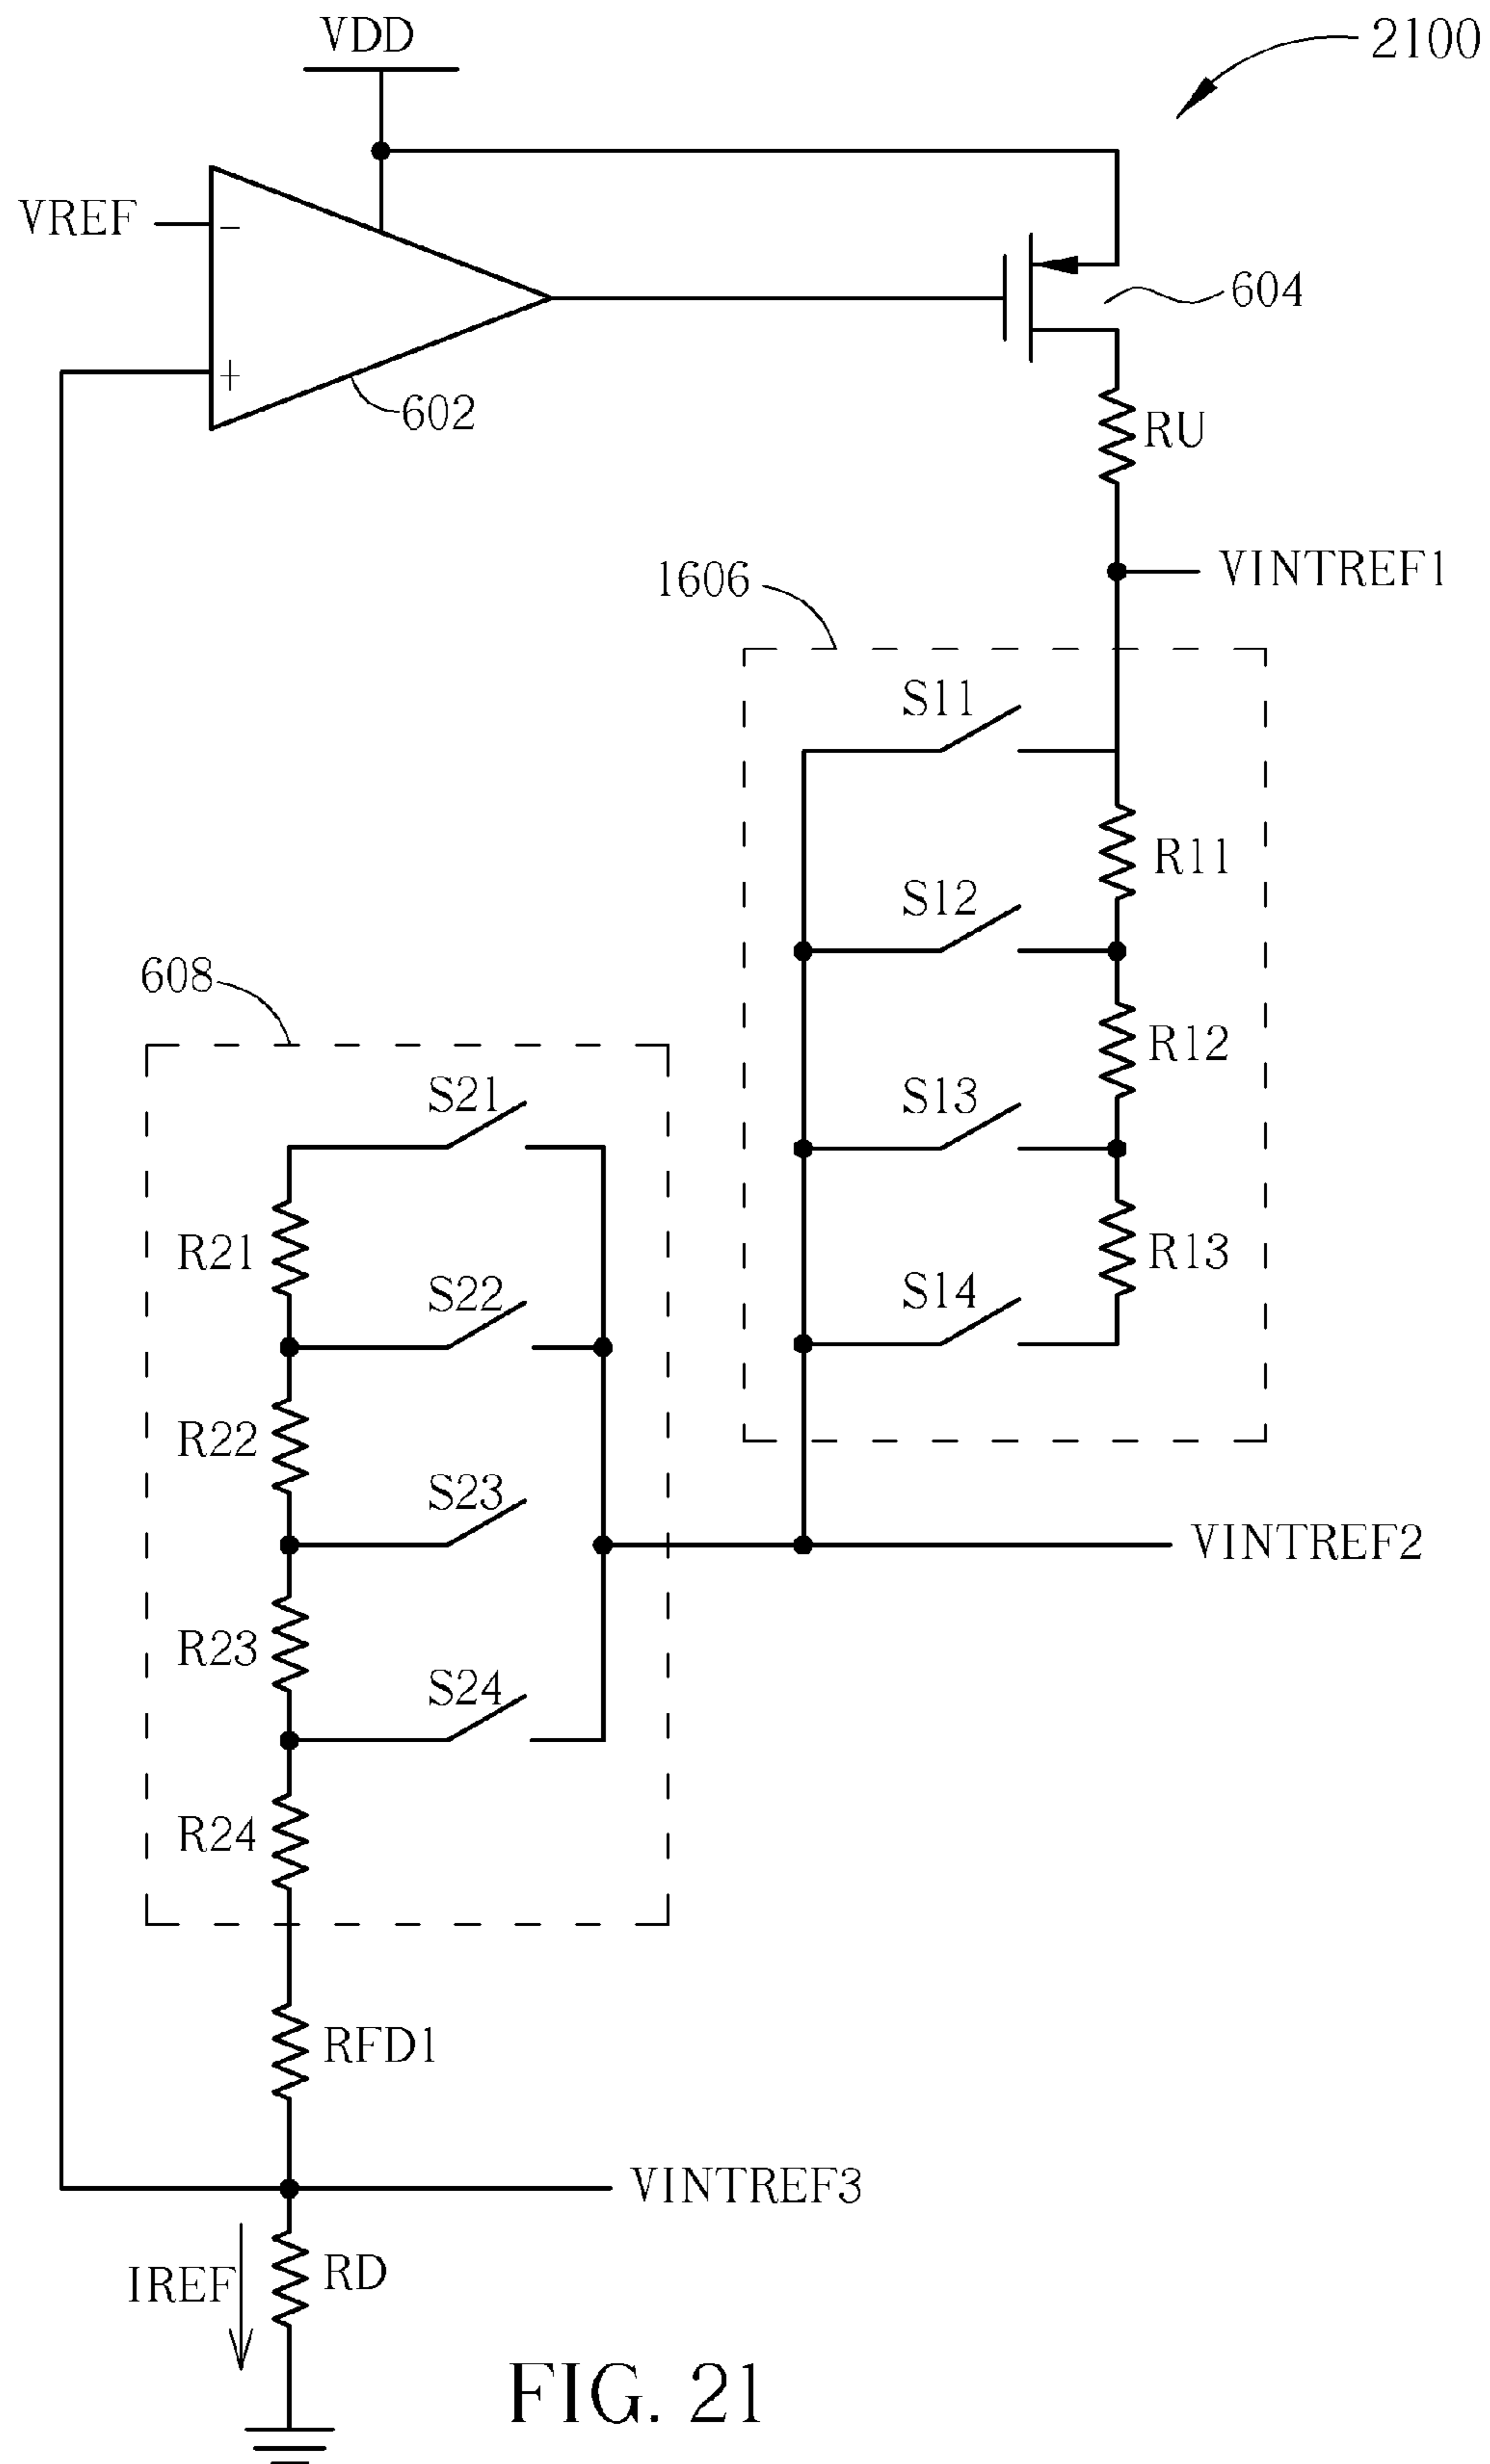 VDD
2100
VREF
-
+
602
604
RU
VINTREF1
1606
S11
R11
S12
608
R12
S21
S13
R21
R13
S22
S14
R22
S23
VINTREF2
R23
S24
R24
RFD1
VINTREF3
IREF
RD
FIG. 21